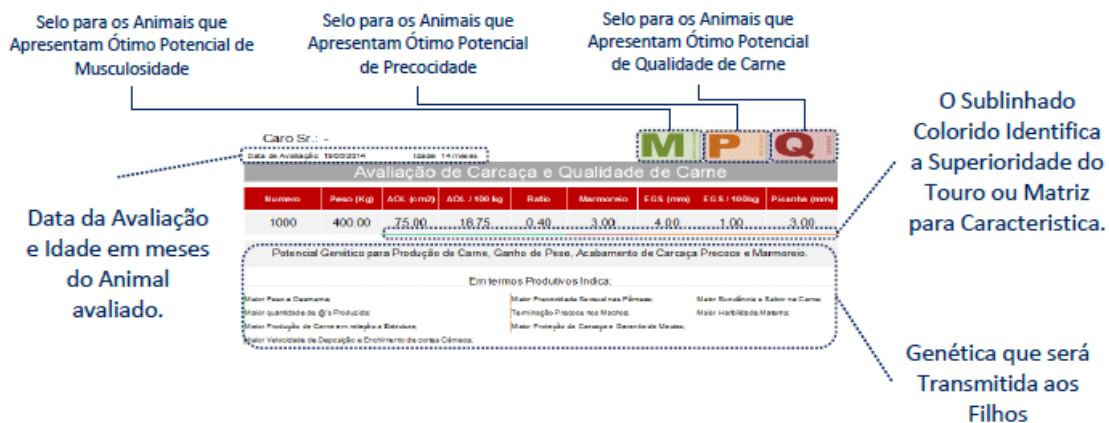 Selo para os Animais que
Apresentam Ótimo Potencial de
Musculosidade
Selo para os Animais que
Apresentam Ótimo Potencial
de Precocidade
Selo para os Animais que
Apresentam Ótimo Potencial
de Qualidade de Carne
O Sublinhado
Colorido Identifica
a Superioridade do
Touro ou Matriz
para Caracteristica.
Caro Sr.: -
M P Q
Data de Avaliação 19/05/2014 Idade 14 meses
Avaliação de Carcaça e Qualidade de Carne
Numero Peso (Kg) AOL (cm2) AOL / 100 kg Ratio Marmoreio EGS (mm) EGS / 100kg Picanha (mm)
1000 400.00 75.00 18.75 0.40 3.00 4.00 1.00 3.00
Data da Avaliação
e Idade em meses
do Animal
avaliado.
Potencial Genético para Produção de Carne, Ganho de Peso, Acabamento de Carcaça Precoce e Marmoreio.
Em termos Produtivos Indica:
Maior Peso a Desmama; Maior Precocidade Sexual nas Fêmeas; Maior Suculência e Sabor na Carne;
Maior quantidade de @'s Produzida; Terminação Precoce nos Machos; Maior Habilidade Materna;
Maior Produção de Carne em relação a Estrutura; Maior Proteção da Carcaça e Garantia de Maciez;
Maior Velocidade de Deposição e Enchimento de cortes Cárneos;
Genética que será
Transmitida aos
Filhos